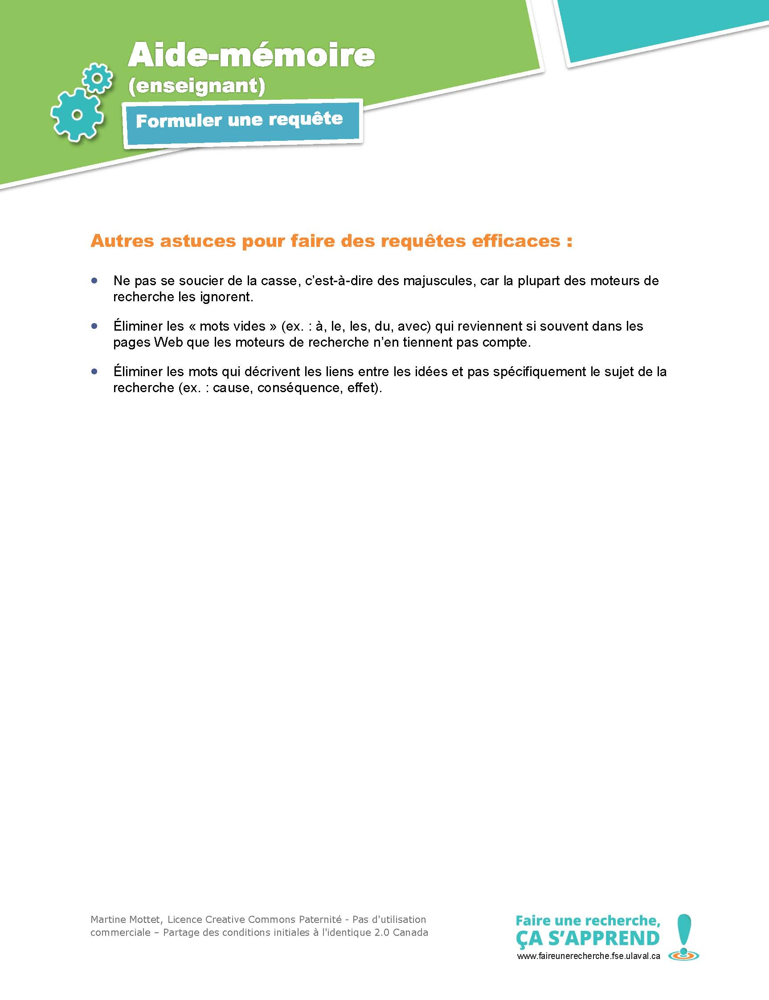 Aide-mémoire
(enseignant)
Formuler une requête
Autres astuces pour faire des requêtes efficaces :
• Ne pas se soucier de la casse, c’est-à-dire des majuscules, car la plupart des moteurs de
recherche les ignorent.
• Éliminer les « mots vides » (ex. : à, le, les, du, avec) qui reviennent si souvent dans les
pages Web que les moteurs de recherche n’en tiennent pas compte.
• Éliminer les mots qui décrivent les liens entre les idées et pas spécifiquement le sujet de la
recherche (ex. : cause, conséquence, effet).
Martine Mottet, Licence Creative Commons Paternité - Pas d'utilisation
commerciale – Partage des conditions initiales à l'identique 2.0 Canada
Faire une recherche,
ÇA S’APPREND
www.faireunerecherche.fse.ulaval.ca